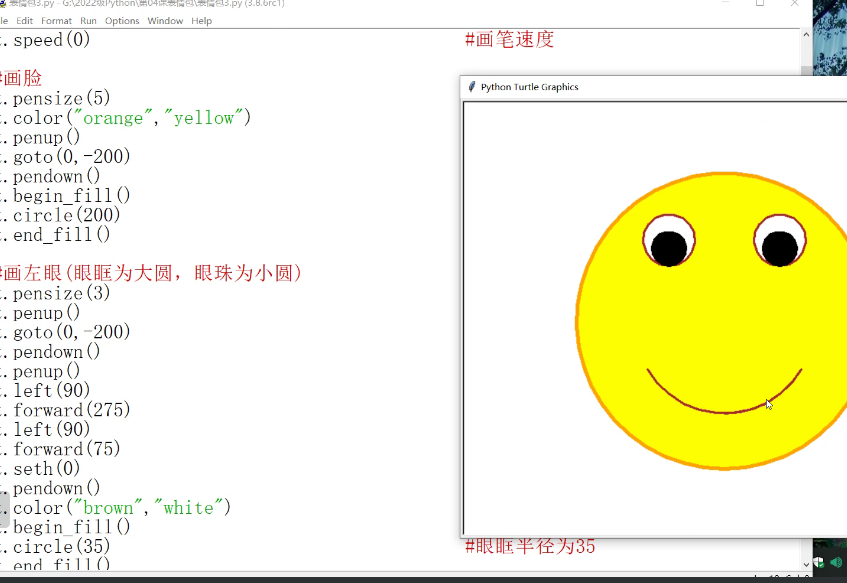 表情包3.py - G:\2022级Python\第04课表情包\表情包3.py (3.8.6rc1)
le Edit Format Run Options Window Help
t.speed(0) #画笔速度
#画脸
t.pensize(5)
t.color("orange","yellow")
t.penup()
t.goto(0,-200)
t.pendown()
t.begin_fill()
t.circle(200)
t.end_fill()
#画左眼(眼眶为大圆，眼珠为小圆)
t.pensize(3)
t.penup()
t.goto(0,-200)
t.pendown()
t.penup()
t.left(90)
t.forward(275)
t.left(90)
t.forward(75)
t.seth(0)
t.pendown()
t.color("brown","white")
t.begin_fill()
t.circle(35) #眼眶半径为35
t.end_fill()
Python Turtle Graphics